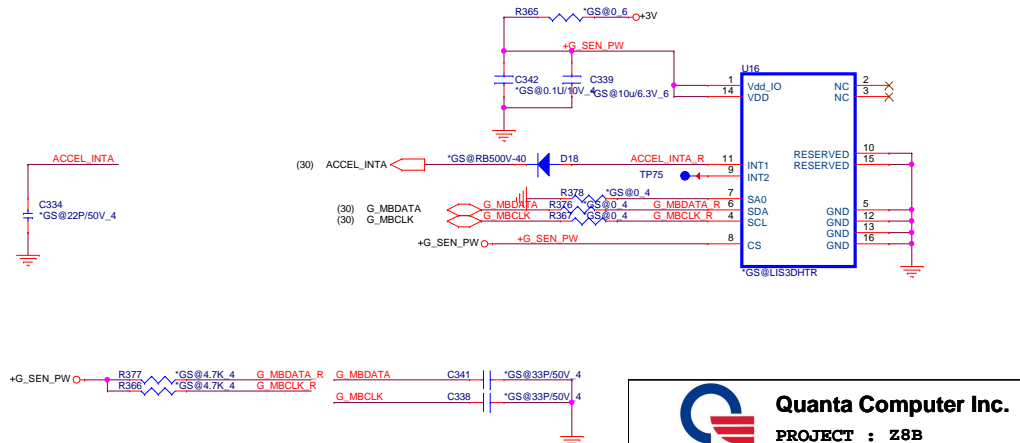 R365 *GS@0_6 +3V
+G_SEN_PW
U16
C342 C339
*GS@0.1U/10V_4 *GS@10u/6.3V_6
1 Vdd_IO NC 2
14 VDD NC 3
RESERVED 10
RESERVED 15
ACCEL_INTA
(30) ACCEL_INTA *GS@RB500V-40 D18 ACCEL_INTA_R 11 INT1
TP75 9 INT2
R378 *GS@0_4 7 SA0
(30) G_MBDATA G_MBDATA R376 *GS@0_4 G_MBDATA_R 6 SDA GND 5
(30) G_MBCLK G_MBCLK R367 *GS@0_4 G_MBCLK_R 4 SCL GND 12
GND 13
+G_SEN_PW +G_SEN_PW 8 CS GND 16
C334
*GS@22P/50V_4
*GS@LIS3DHTR
+G_SEN_PW R377 *GS@4.7K_4 G_MBDATA_R G_MBDATA C341 *GS@33P/50V_4
R366 *GS@4.7K_4 G_MBCLK_R G_MBCLK C338 *GS@33P/50V_4
Quanta Computer Inc.
PROJECT : Z8B